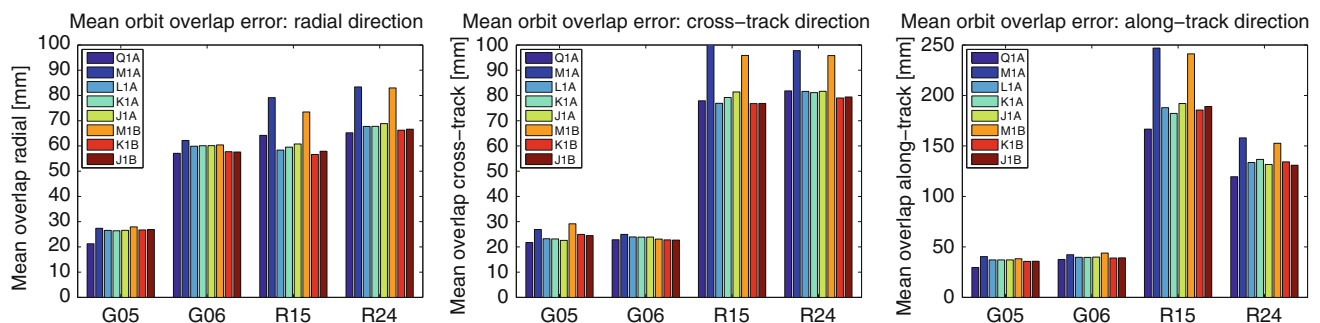 Mean orbit overlap error: radial direction
Mean overlap radial [mm]
100
90
80
70
60
50
40
30
20
10
0
Q1A
M1A
L1A
K1A
J1A
M1B
K1B
J1B
G05 G06 R15 R24
Mean orbit overlap error: cross−track direction
Mean overlap cross−track [mm]
100
90
80
70
60
50
40
30
20
10
0
Q1A
M1A
L1A
K1A
J1A
M1B
K1B
J1B
G05 G06 R15 R24
Mean orbit overlap error: along−track direction
Mean overlap along−track [mm]
250
200
150
100
50
0
Q1A
M1A
L1A
K1A
J1A
M1B
K1B
J1B
G05 G06 R15 R24